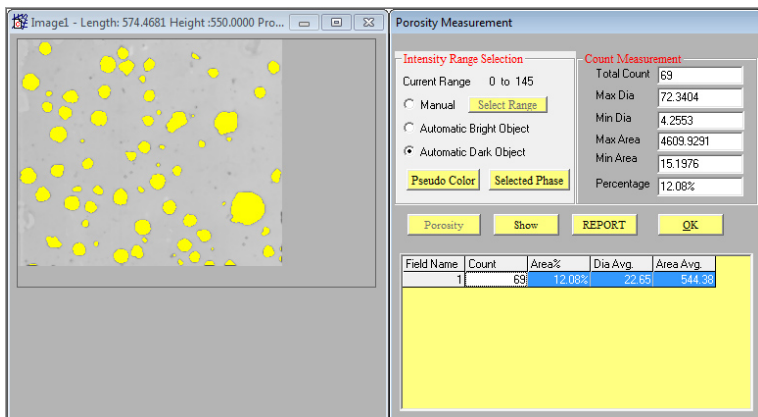 Image1 - Length: 574.4681 Height :550.0000 Pro...
Porosity Measurement
Intensity Range Selection
Current Range 0 to 145
Manual Select Range
Automatic Bright Object
Automatic Dark Object
Pseudo Color Selected Phase
Count Measurement
Total Count 69
Max Dia 72.3404
Min Dia 4.2553
Max Area 4609.9291
Min Area 15.1976
Percentage 12.08%
Porosity Show REPORT OK
Field Name Count Area% Dia Avg. Area Avg.
1 69 12.08% 22.65 544.38